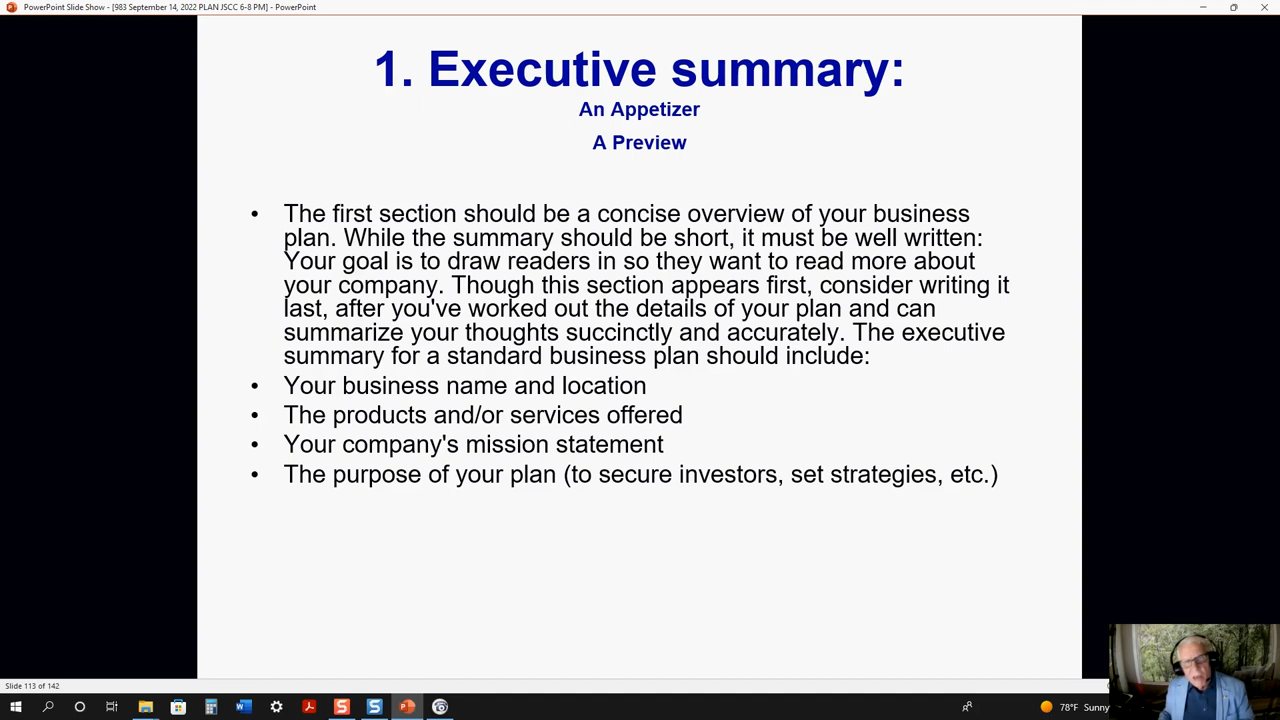 PowerPoint Slide Show - [983 September 14, 2022 PLAN JSCC 6-8 PM] - PowerPoint
1. Executive summary:
An Appetizer
A Preview
• The first section should be a concise overview of your business
plan. While the summary should be short, it must be well written:
Your goal is to draw readers in so they want to read more about
your company. Though this section appears first, consider writing it
last, after you've worked out the details of your plan and can
summarize your thoughts succinctly and accurately. The executive
summary for a standard business plan should include:
• Your business name and location
• The products and/or services offered
• Your company's mission statement
• The purpose of your plan (to secure investors, set strategies, etc.)
Slide 113 of 142
78°F Sunny